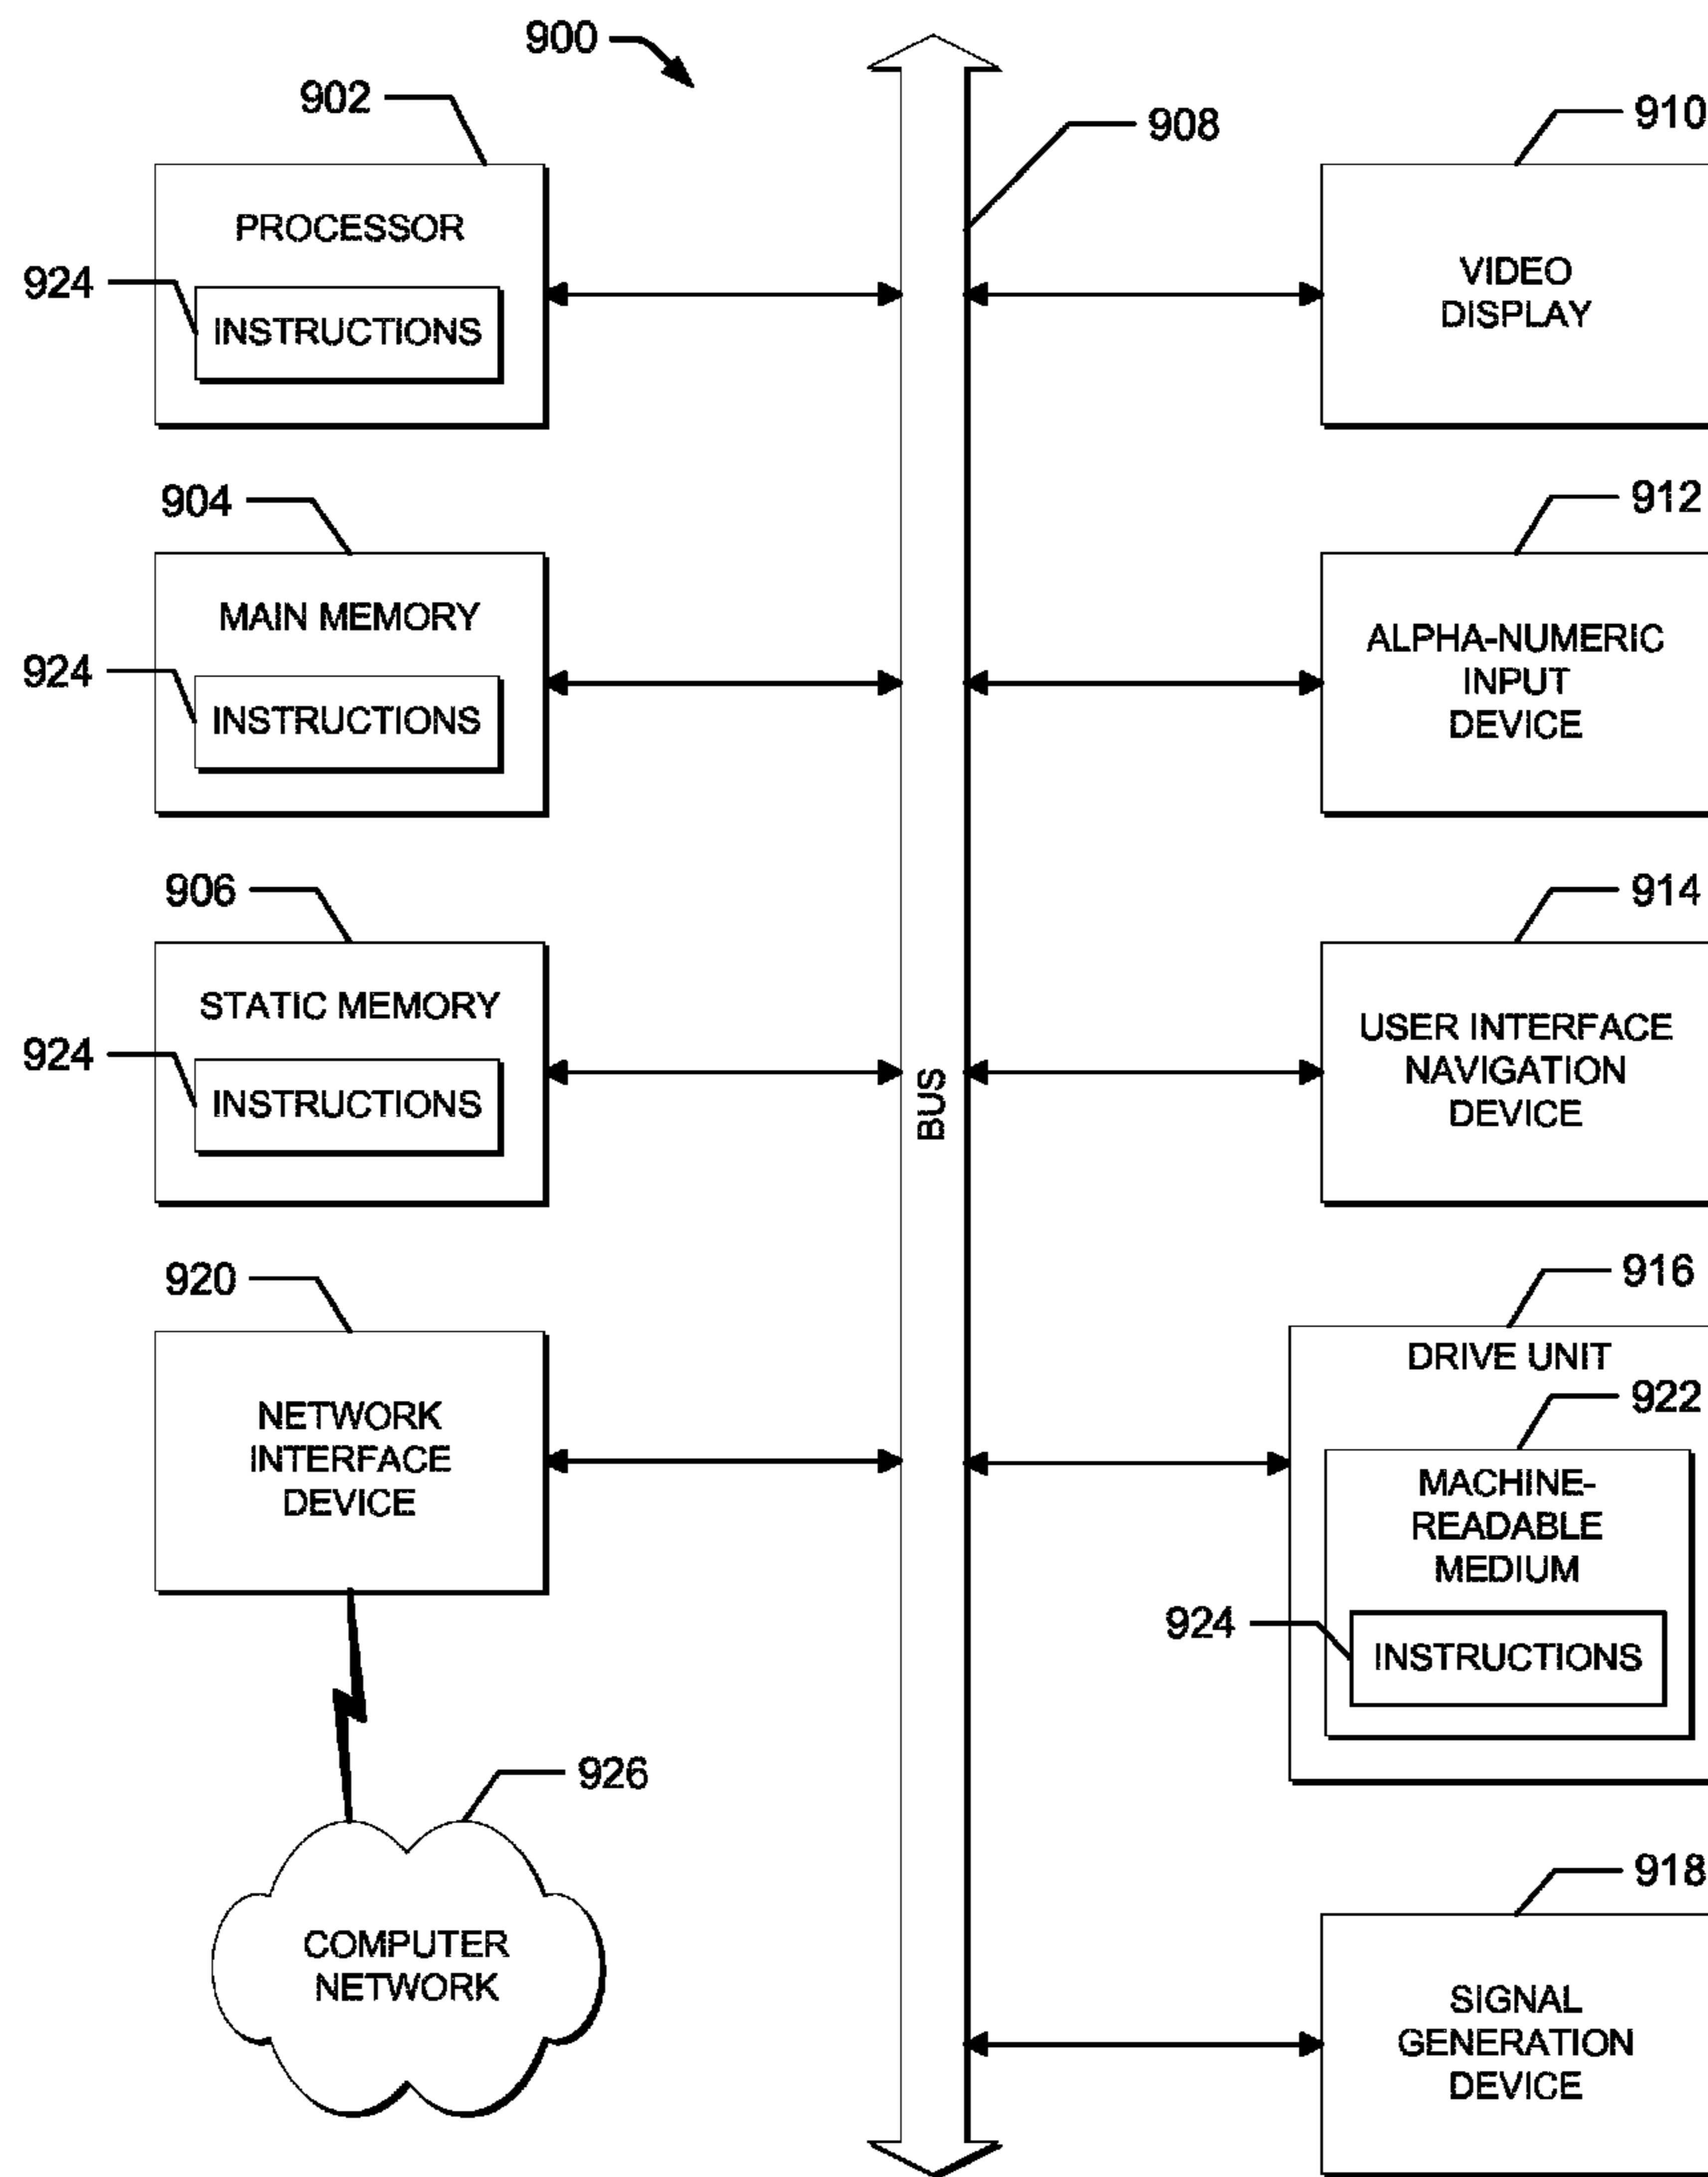 900
902
PROCESSOR
924
INSTRUCTIONS
904
MAIN MEMORY
924
INSTRUCTIONS
906
STATIC MEMORY
924
INSTRUCTIONS
920
NETWORK
INTERFACE
DEVICE
926
COMPUTER
NETWORK
908
BUS
910
VIDEO
DISPLAY
912
ALPHA-NUMERIC
INPUT
DEVICE
914
USER INTERFACE
NAVIGATION
DEVICE
916
DRIVE UNIT
922
MACHINE-
READABLE
MEDIUM
924
INSTRUCTIONS
918
SIGNAL
GENERATION
DEVICE